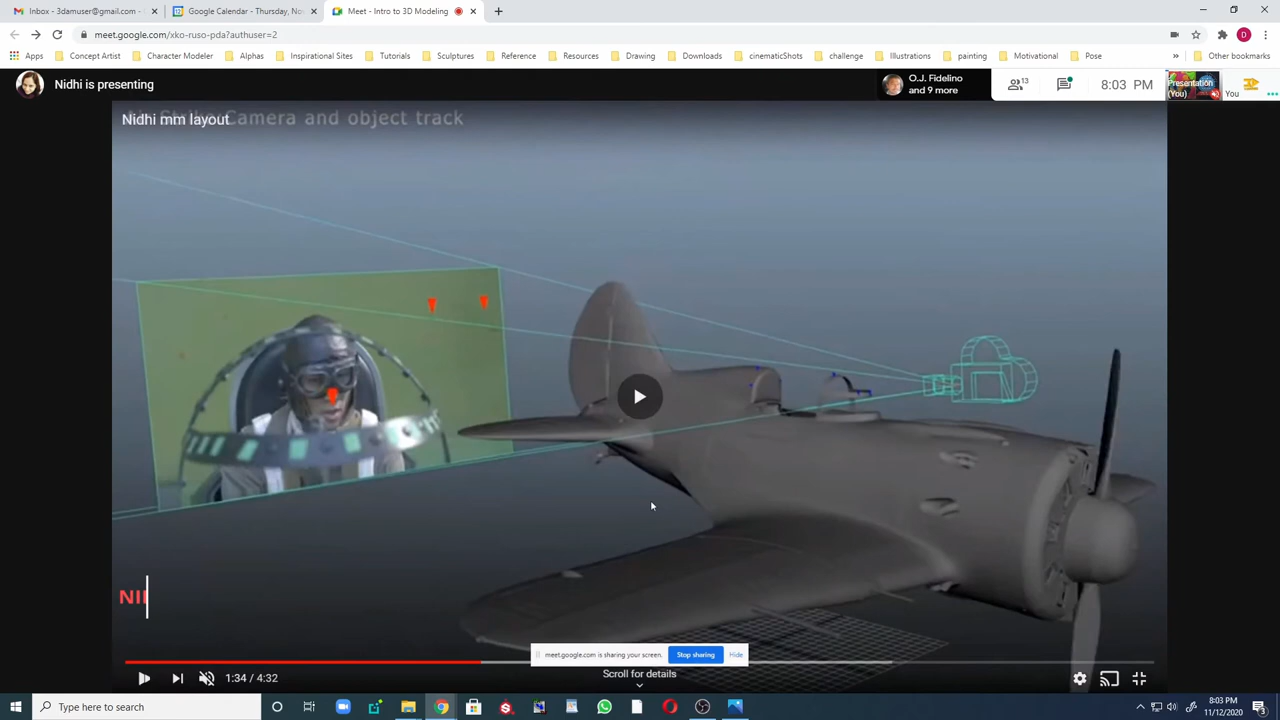 Inbox - 3damuser@gmail.com -
Google Calendar - Thursday, Nov
Meet - Intro to 3D Modeling
meet.google.com/xko-ruso-pda?authuser=2
Apps
Concept Artist
Character Modeler
Alphas
Inspirational Sites
Tutorials
Sculptures
Reference
Resources
Drawing
Downloads
cinematicShots
challenge
Illustrations
painting
Motivational
Pose
»
Other bookmarks
Nidhi is presenting
O.J. Fidelino
and 9 more
13
8:03 PM
Presentation
(You)
You
Camera and object track
Nidhi mm layout
NI
meet.google.com is sharing your screen.
Stop sharing
Hide
1:34 / 4:32
Scroll for details
Type here to search
8:03 PM
11/12/2020